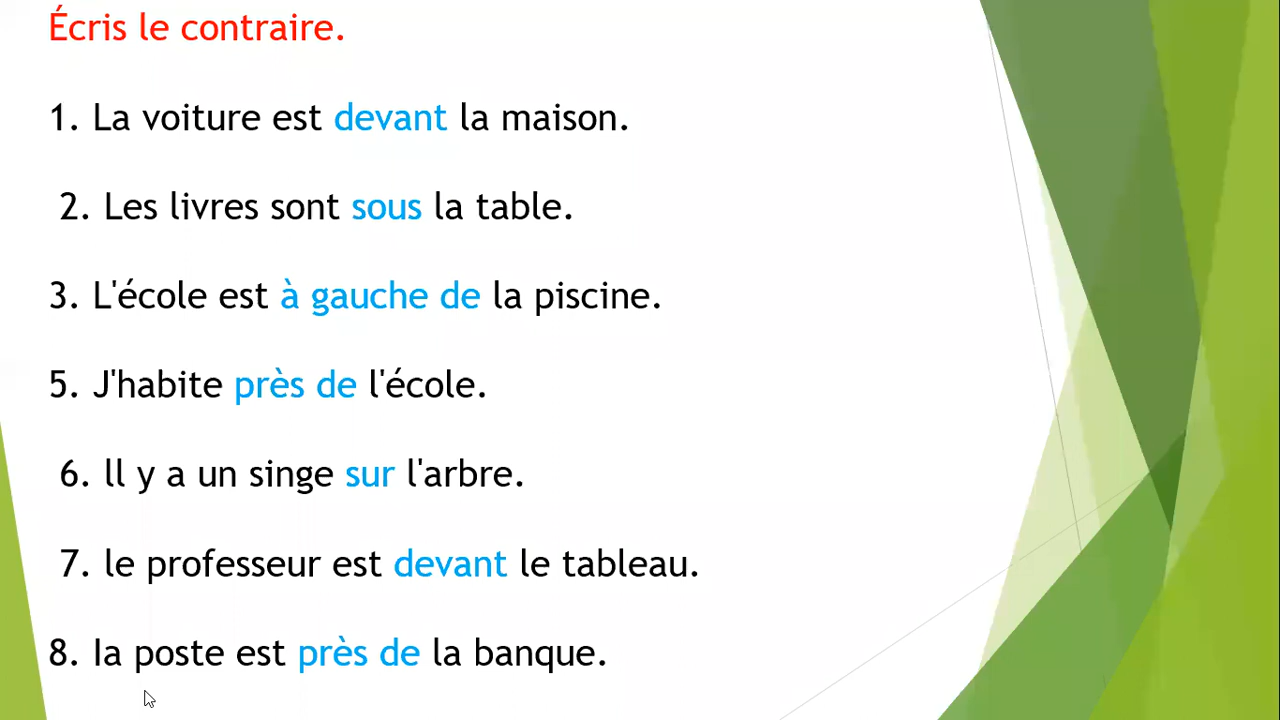 Écris le contraire.
1. La voiture est devant la maison.
2. Les livres sont sous la table.
3. L'école est à gauche de la piscine.
5. J'habite près de l'école.
6. ll y a un singe sur l'arbre.
7. le professeur est devant le tableau.
8. Ia poste est près de la banque.